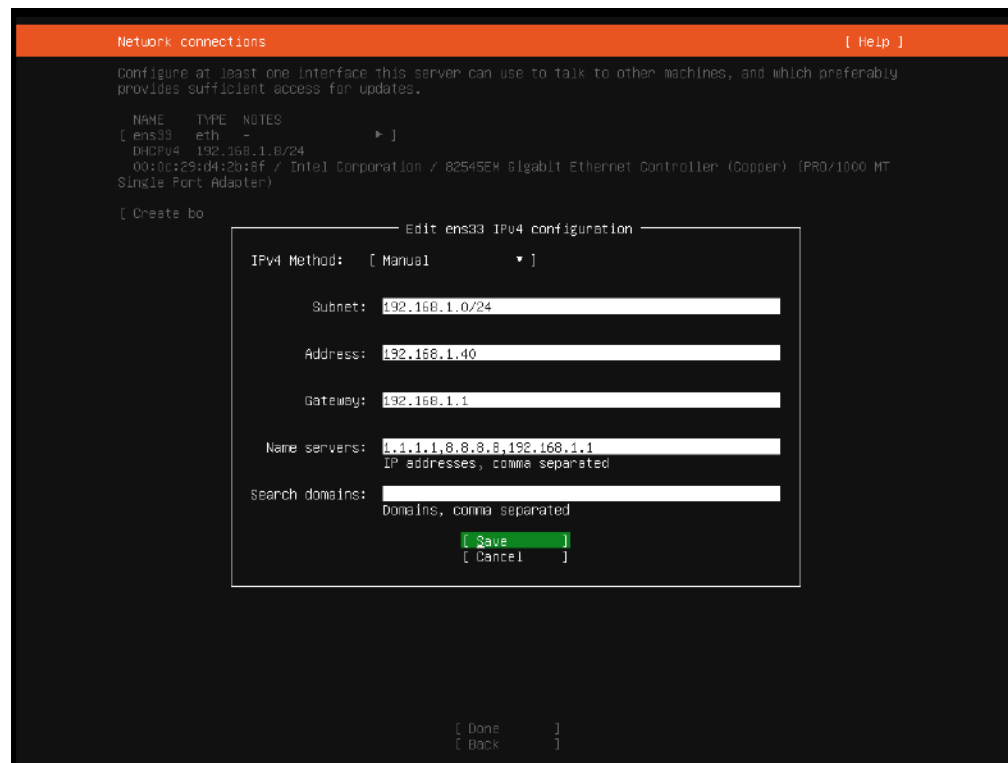 Network connections [ Help ]
Configure at least one interface this server can use to talk to other machines, and which preferably
provides sufficient access for updates.
NAME TYPE NOTES
[ ens33 eth - ▸ ]
DHCPv4 192.168.1.8/24
00:0c:29:d4:2b:8f / Intel Corporation / 82545EM Gigabit Ethernet Controller (Copper) (PRO/1000 MT
Single Port Adapter)
[ Create bo
Edit ens33 IPv4 configuration
IPv4 Method: [ Manual ▾ ]
Subnet: 192.168.1.0/24
Address: 192.168.1.40
Gateway: 192.168.1.1
Name servers: 1.1.1.1,8.8.8.8,192.168.1.1
IP addresses, comma separated
Search domains:
Domains, comma separated
[ Save ]
[ Cancel ]
[ Done ]
[ Back ]